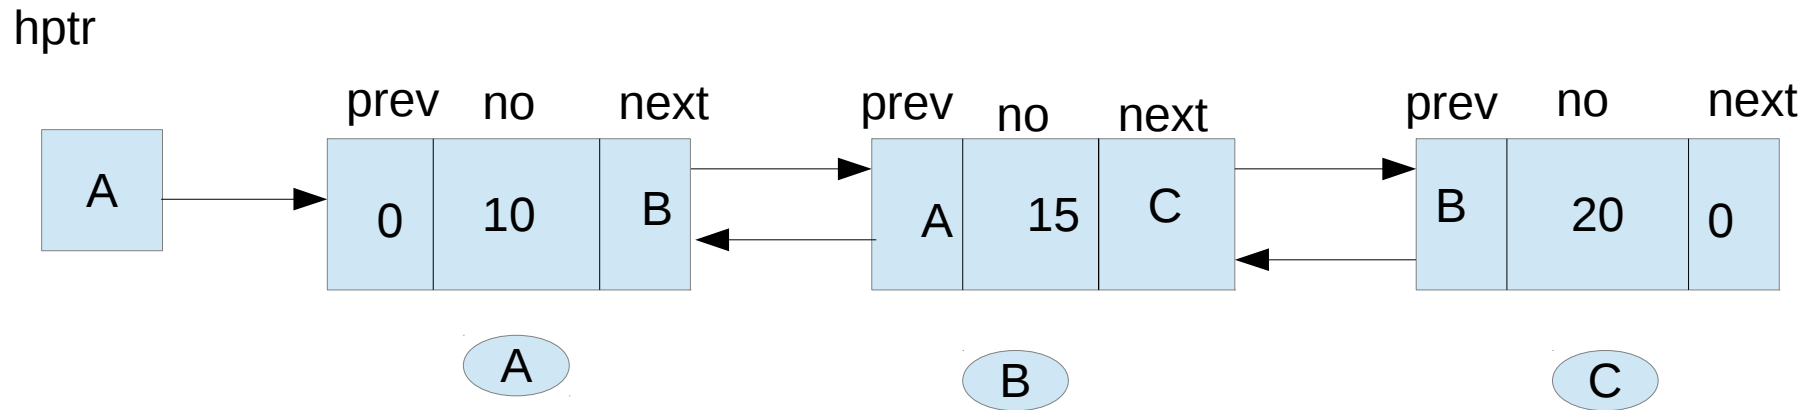 hptr
prev no next prev no next prev no next
A 0 10 B A 15 C B 20 0
A B C